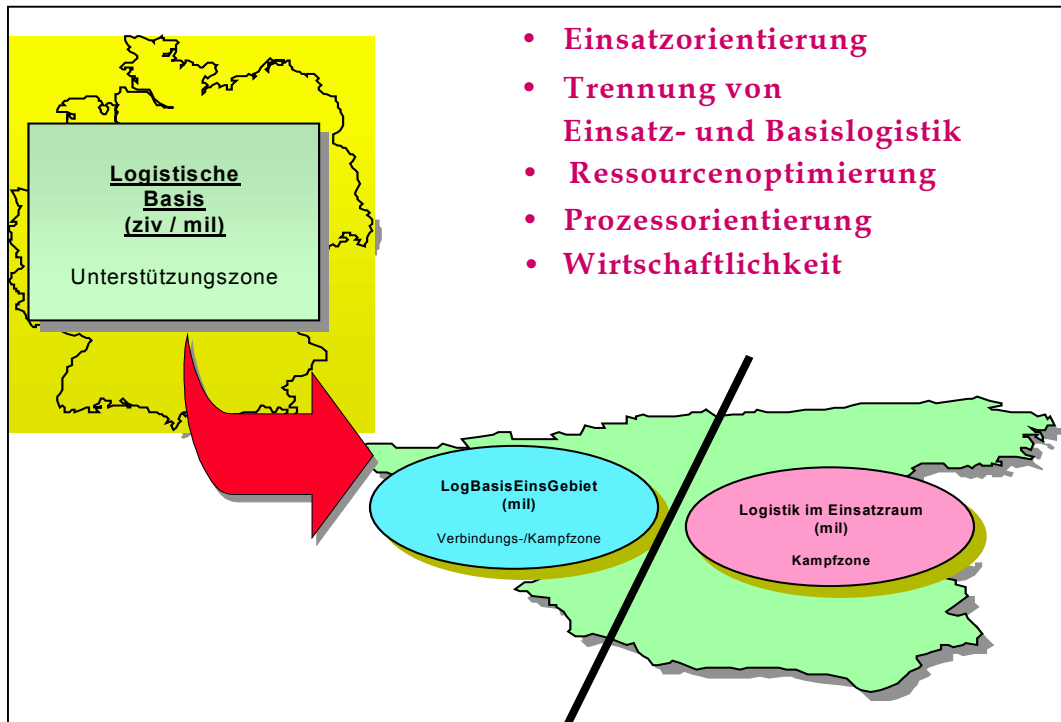 • Einsatzorientierung
• Trennung von
Einsatz- und Basislogistik
• Ressourcenoptimierung
• Prozessorientierung
• Wirtschaftlichkeit
Logistische
Basis
(ziv / mil)
Unterstützungszone
LogBasisEinsGebiet
(mil)
Verbindungs-/Kampfzone
Logistik im Einsatzraum
(mil)
Kampfzone